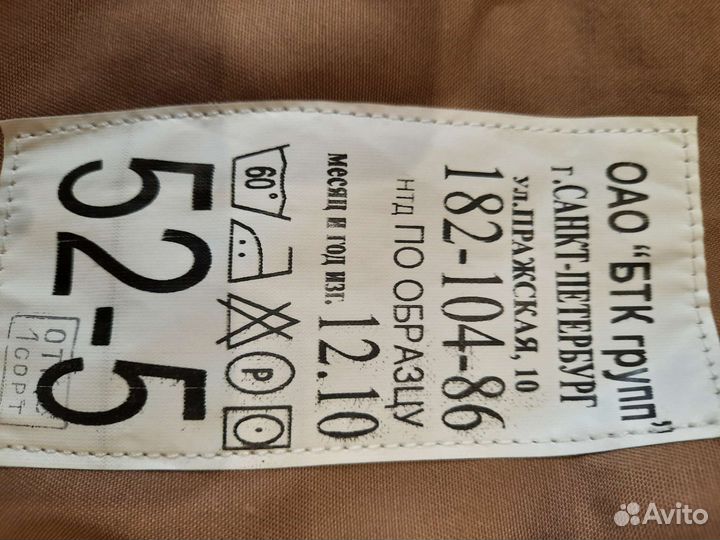 ОАО "БТК групп"
г.САНКТ-ПЕТЕРБУРГ
ул.ПРАЖСКАЯ, 10
182-104-86
НТД ПО ОБРАЗЦУ
месяц и год изг. 12.10
60°
P
52-5
1 сорт
Avito